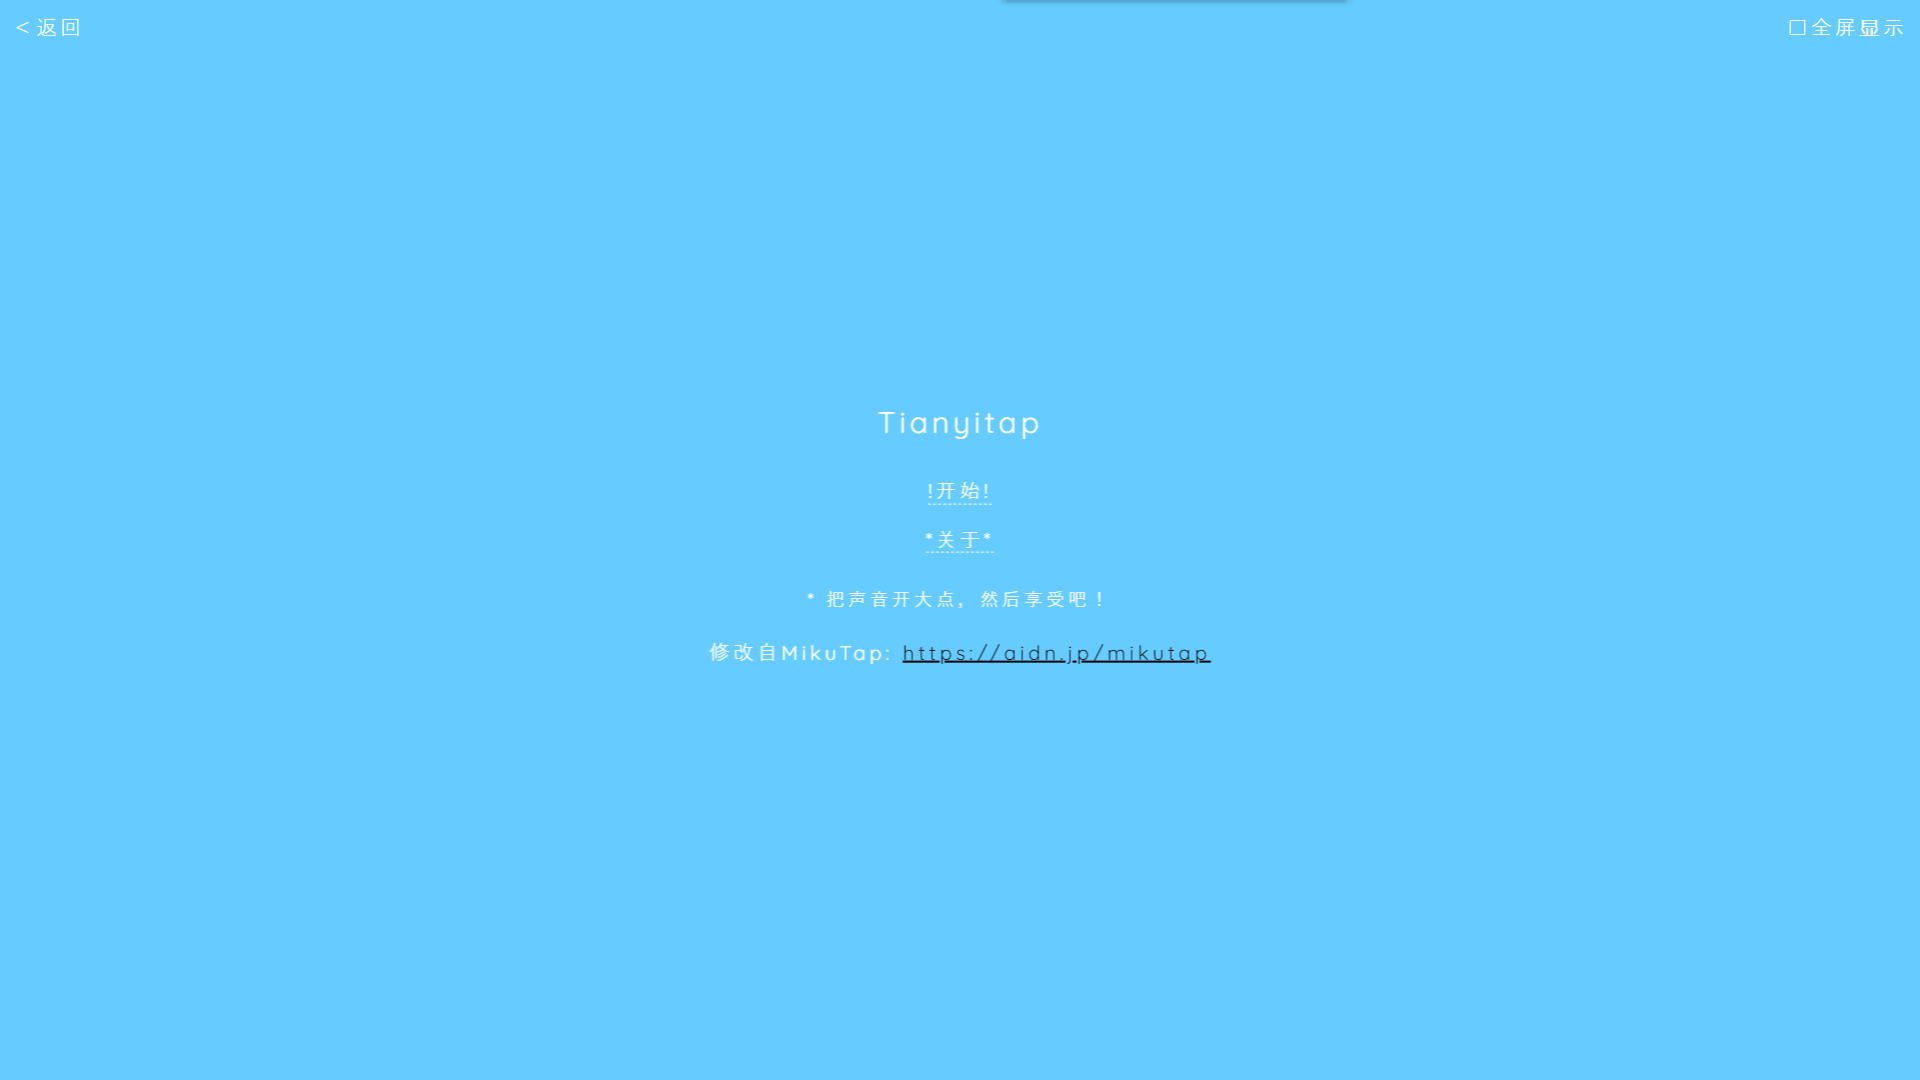 < 返回
□全屏显示
Tianyitap
!开始!
*关于*
* 把声音开大点，然后享受吧！
修改自MikuTap: https://aidn.jp/mikutap